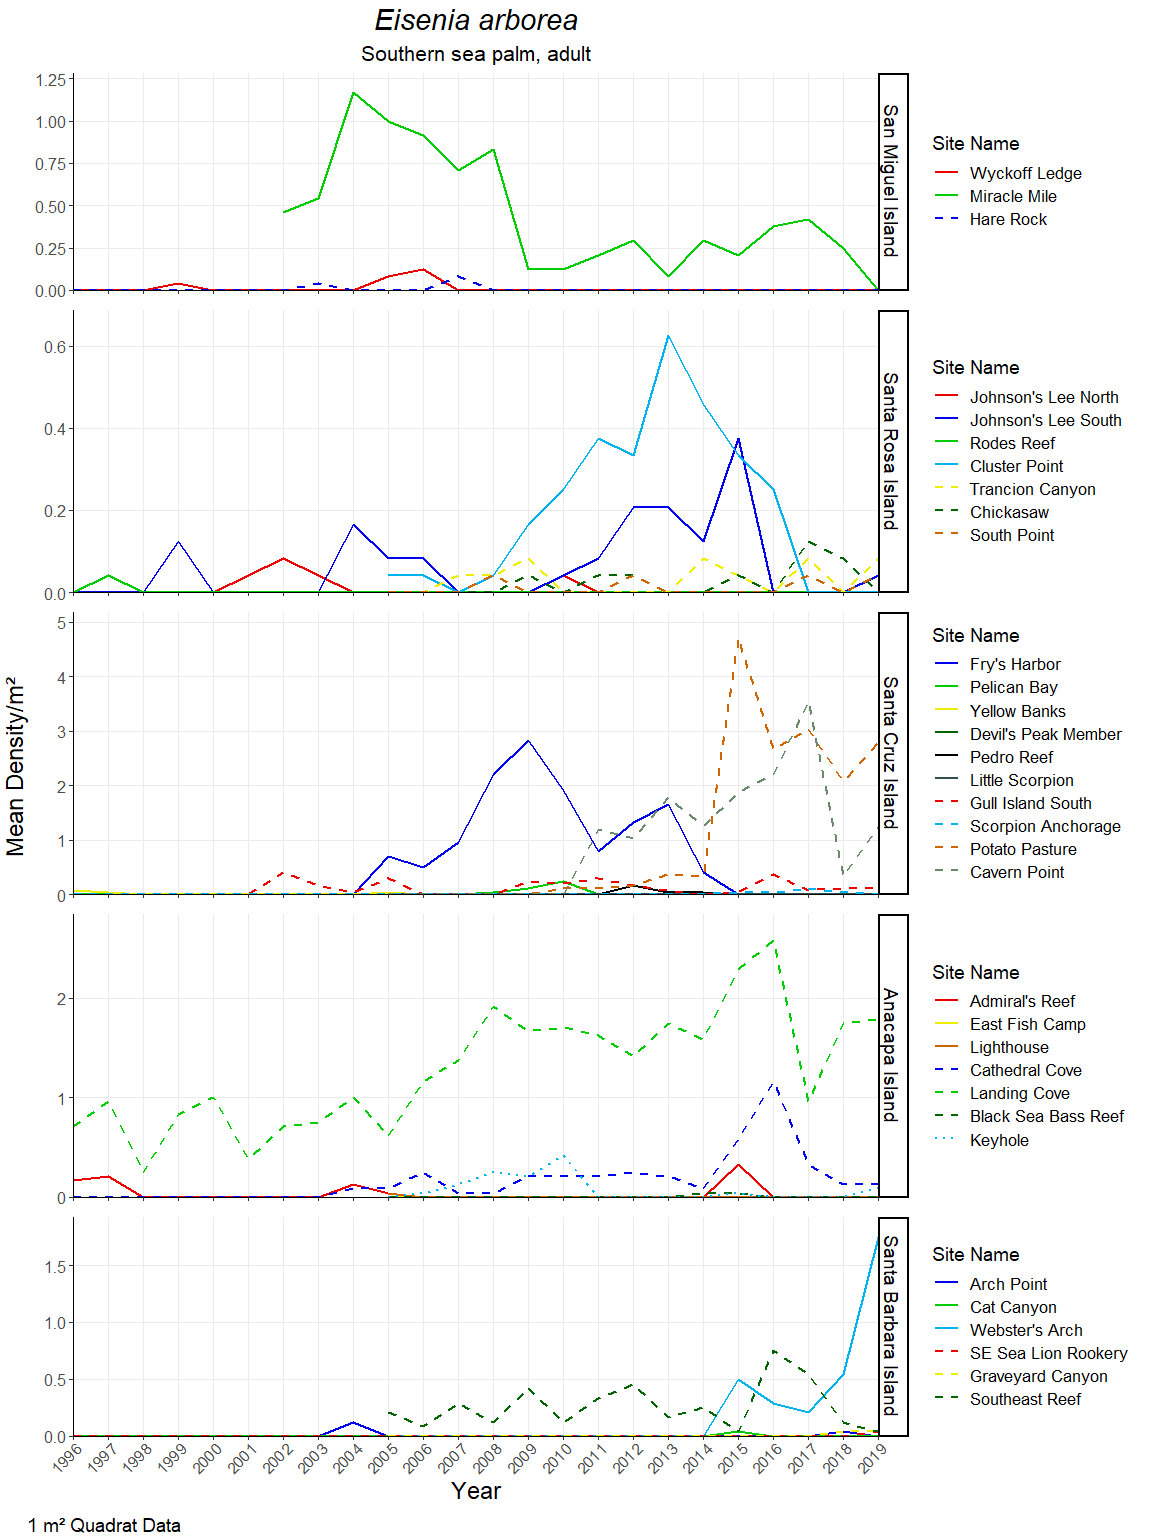 Eisenia arborea
Southern sea palm, adult
Mean Density/m²
1.25
1.00
0.75
0.50
0.25
0.00
San Miguel Island
Site Name
Wyckoff Ledge
Miracle Mile
Hare Rock
0.6
0.4
0.2
0.0
Santa Rosa Island
Site Name
Johnson's Lee North
Johnson's Lee South
Rodes Reef
Cluster Point
Trancion Canyon
Chickasaw
South Point
5
4
3
2
1
0
Santa Cruz Island
Site Name
Fry's Harbor
Pelican Bay
Yellow Banks
Devil's Peak Member
Pedro Reef
Little Scorpion
Gull Island South
Scorpion Anchorage
Potato Pasture
Cavern Point
2
1
0
Anacapa Island
Site Name
Admiral's Reef
East Fish Camp
Lighthouse
Cathedral Cove
Landing Cove
Black Sea Bass Reef
Keyhole
1.5
1.0
0.5
0.0
Santa Barbara Island
Site Name
Arch Point
Cat Canyon
Webster's Arch
SE Sea Lion Rookery
Graveyard Canyon
Southeast Reef
1996 1997 1998 1999 2000 2001 2002 2003 2004 2005 2006 2007 2008 2009 2010 2011 2012 2013 2014 2015 2016 2017 2018 2019
Year
1 m² Quadrat Data